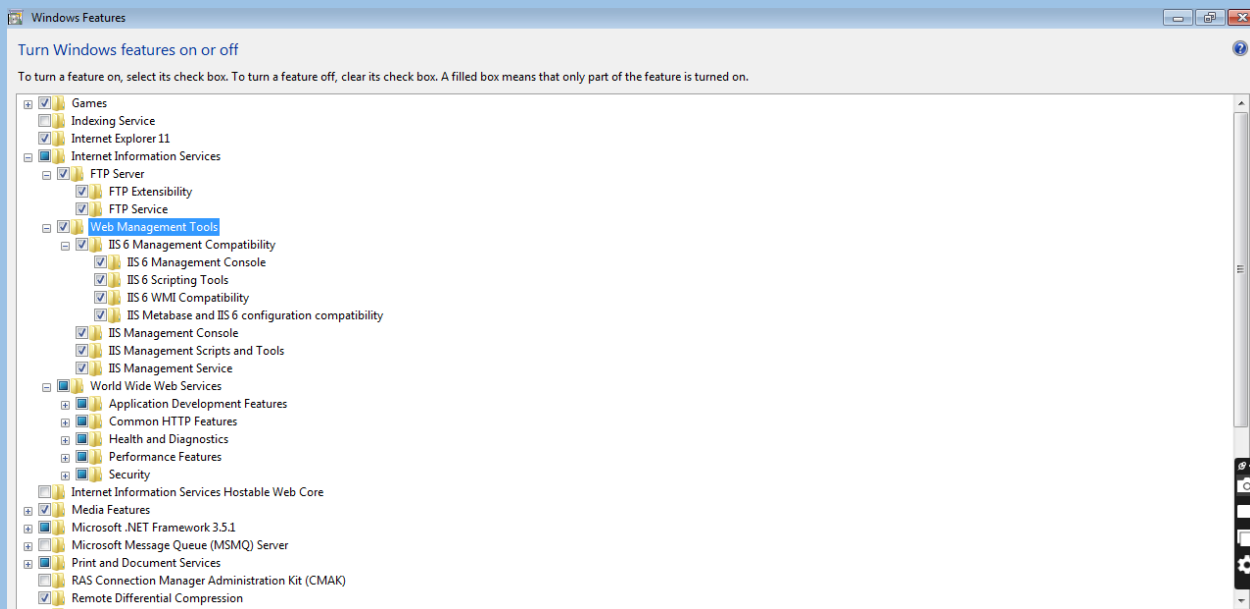 Windows Features
Turn Windows features on or off
To turn a feature on, select its check box. To turn a feature off, clear its check box. A filled box means that only part of the feature is turned on.
Games
Indexing Service
Internet Explorer 11
Internet Information Services
FTP Server
FTP Extensibility
FTP Service
Web Management Tools
IIS 6 Management Compatibility
IIS 6 Management Console
IIS 6 Scripting Tools
IIS 6 WMI Compatibility
IIS Metabase and IIS 6 configuration compatibility
IIS Management Console
IIS Management Scripts and Tools
IIS Management Service
World Wide Web Services
Application Development Features
Common HTTP Features
Health and Diagnostics
Performance Features
Security
Internet Information Services Hostable Web Core
Media Features
Microsoft .NET Framework 3.5.1
Microsoft Message Queue (MSMQ) Server
Print and Document Services
RAS Connection Manager Administration Kit (CMAK)
Remote Differential Compression